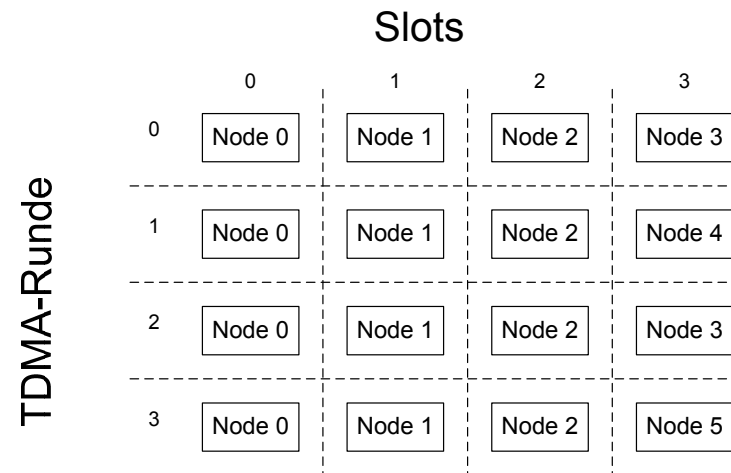 Slots
0 1 2 3
TDMA-Runde
0 Node 0 Node 1 Node 2 Node 3
1 Node 0 Node 1 Node 2 Node 4
2 Node 0 Node 1 Node 2 Node 3
3 Node 0 Node 1 Node 2 Node 5